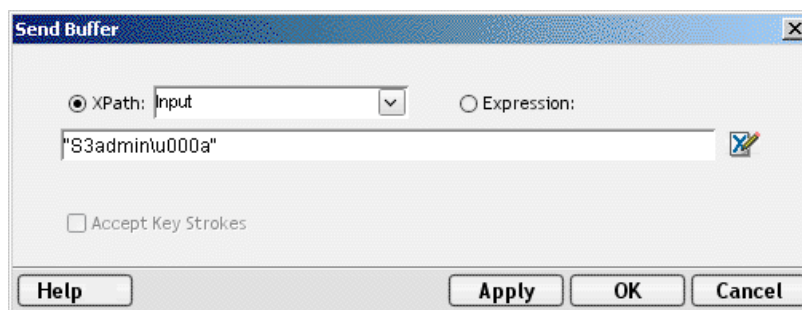 Send Buffer
XPath: Input Expression:
"S3admin\u000a"
Accept Key Strokes
Help Apply OK Cancel